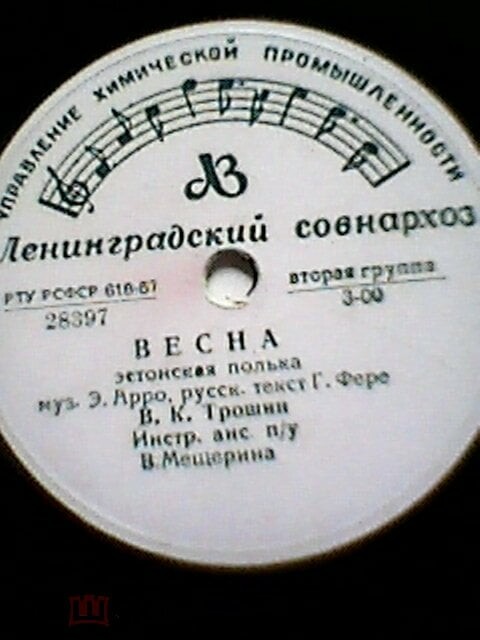 УПРАВЛЕНИЕ ХИМИЧЕСКОЙ ПРОМЫШЛЕННОСТИ
ЛЗ
Ленинградский совнархоз
РТУ РСФСР 618-57
28397
вторая группа
3-00
ВЕСНА
эстонская полька
муз. Э. Арро, русск. текст Г. Фере
В. К. Трошин
Инстр. анс. п/у
В. Мещерина